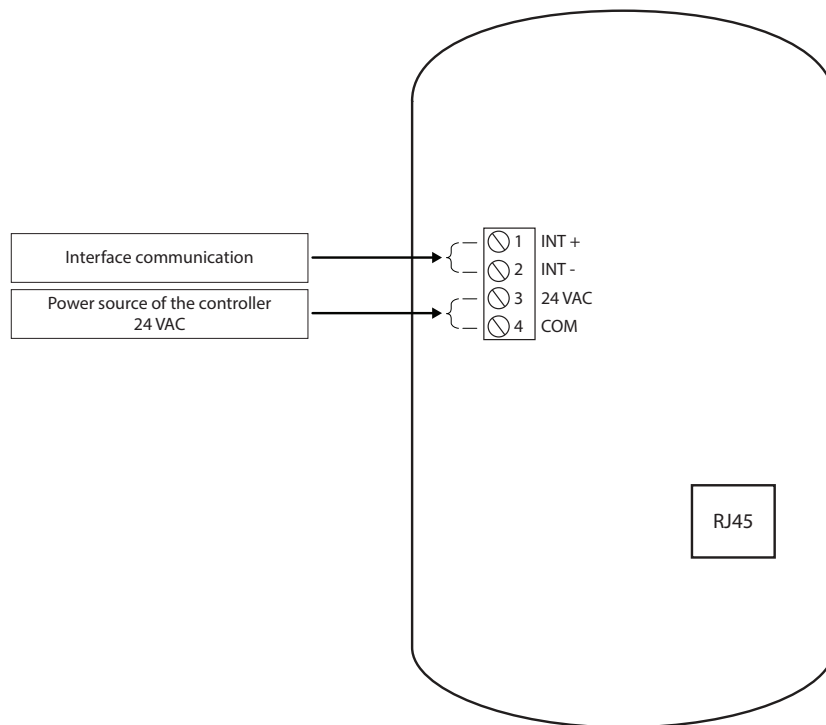 Interface communication
Power source of the controller
24 VAC
1 INT +
2 INT -
3 24 VAC
4 COM
RJ45